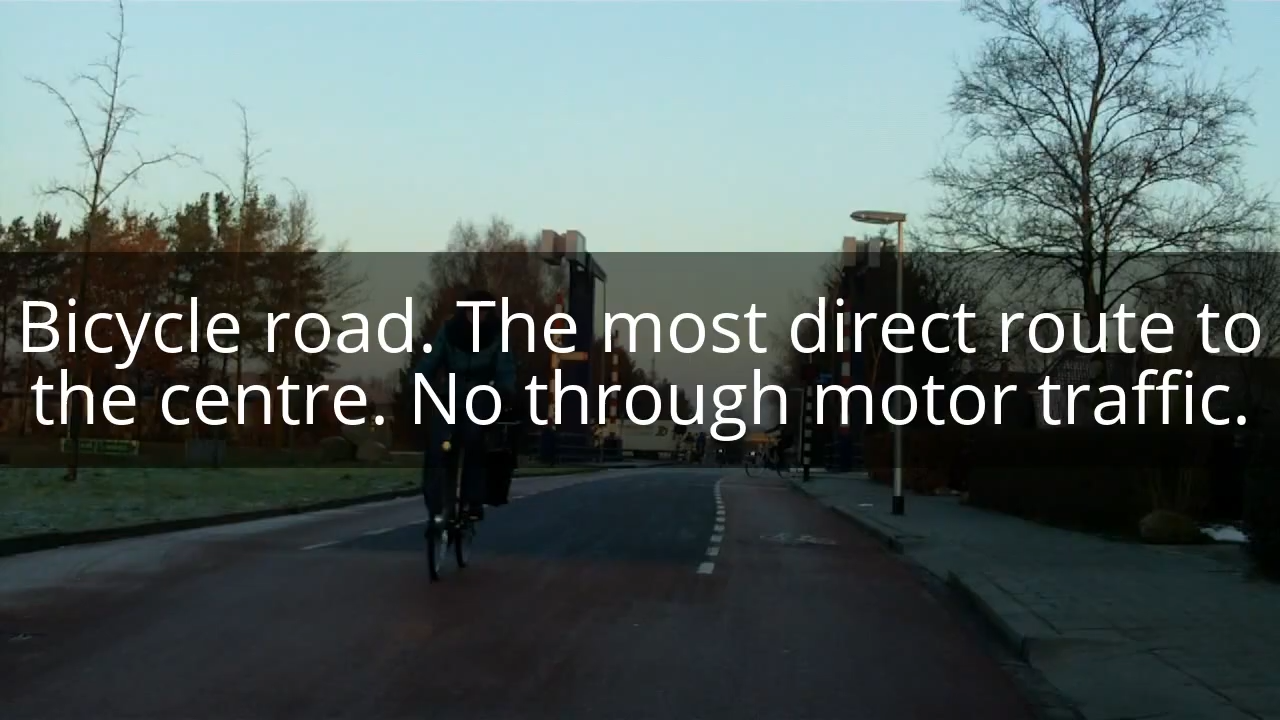 Bicycle road. The most direct route to
the centre. No through motor traffic.